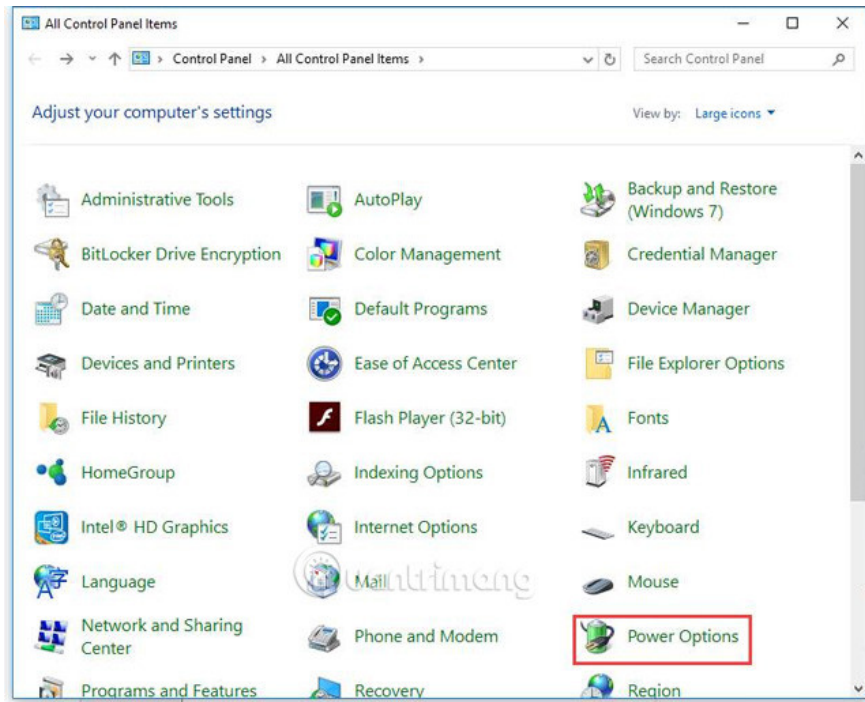 All Control Panel Items
Control Panel > All Control Panel Items >
Search Control Panel
Adjust your computer's settings
View by: Large icons
Administrative Tools
AutoPlay
Backup and Restore
(Windows 7)
BitLocker Drive Encryption
Color Management
Credential Manager
Date and Time
Default Programs
Device Manager
Devices and Printers
Ease of Access Center
File Explorer Options
File History
Flash Player (32-bit)
Fonts
HomeGroup
Indexing Options
Infrared
Intel® HD Graphics
Internet Options
Keyboard
Language
Mail
Quantrimang
Mouse
Network and Sharing
Center
Phone and Modem
Power Options
Programs and Features
Recovery
Region